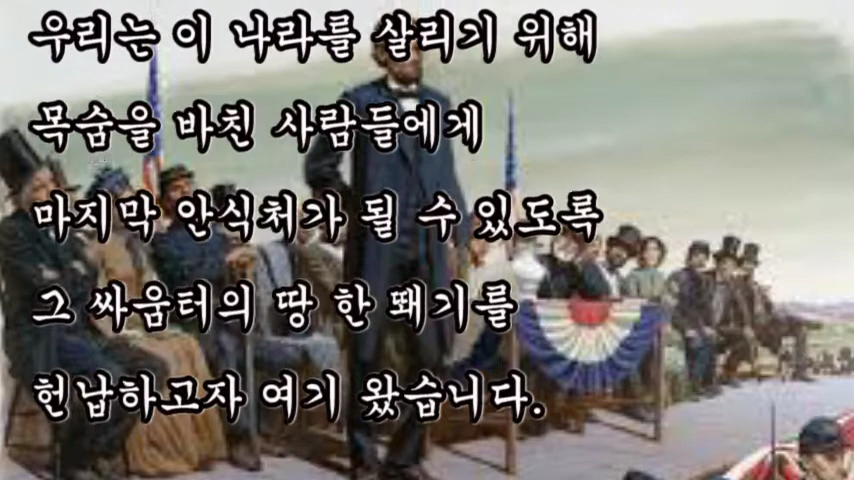 우리는 이 나라를 살리기 위해
목숨을 바친 사람들에게
마지막 안식처가 될 수 있도록
그 싸움터의 땅 한 뙈기를
헌납하고자 여기 왔습니다.